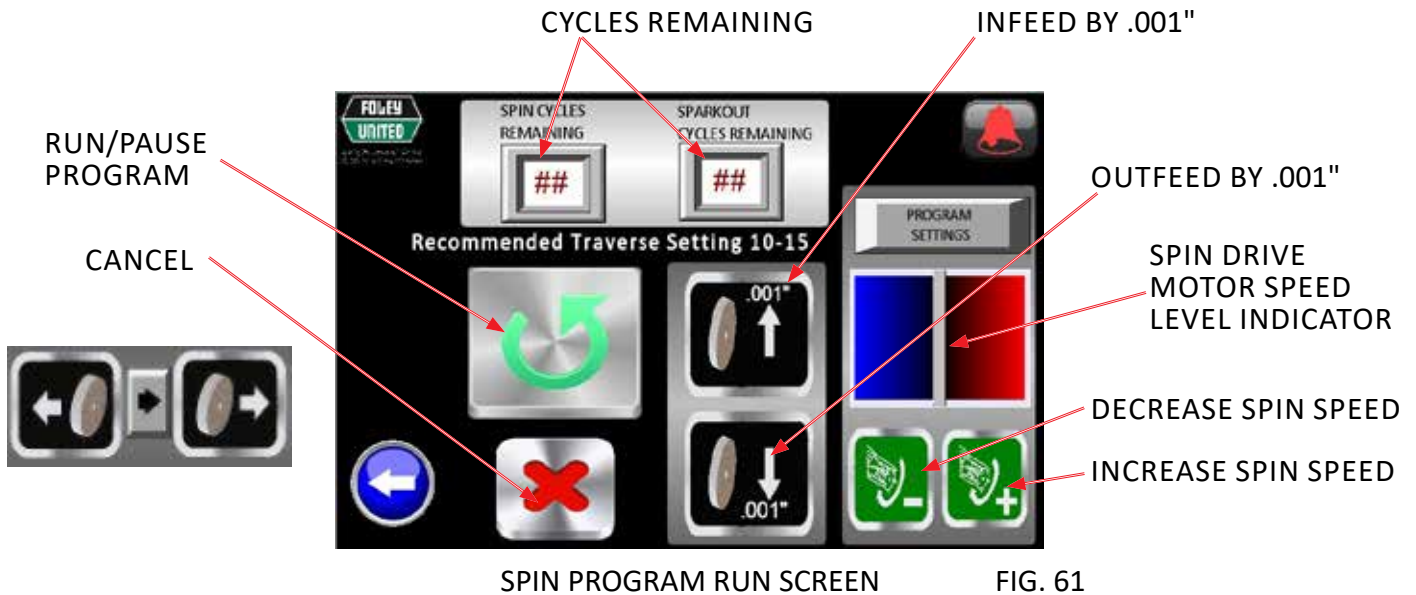 CYCLES REMAINING
INFEED BY .001"
FOLEY
UNITED
SPIN CYCLES
REMAINING
SPARKOUT
CYCLES REMAINING
##
##
RUN/PAUSE
PROGRAM
OUTFEED BY .001"
PROGRAM
SETTINGS
Recommended Traverse Setting 10-15
CANCEL
SPIN DRIVE
MOTOR SPEED
LEVEL INDICATOR
.001"
.001"
DECREASE SPIN SPEED
INCREASE SPIN SPEED
SPIN PROGRAM RUN SCREEN
FIG. 61